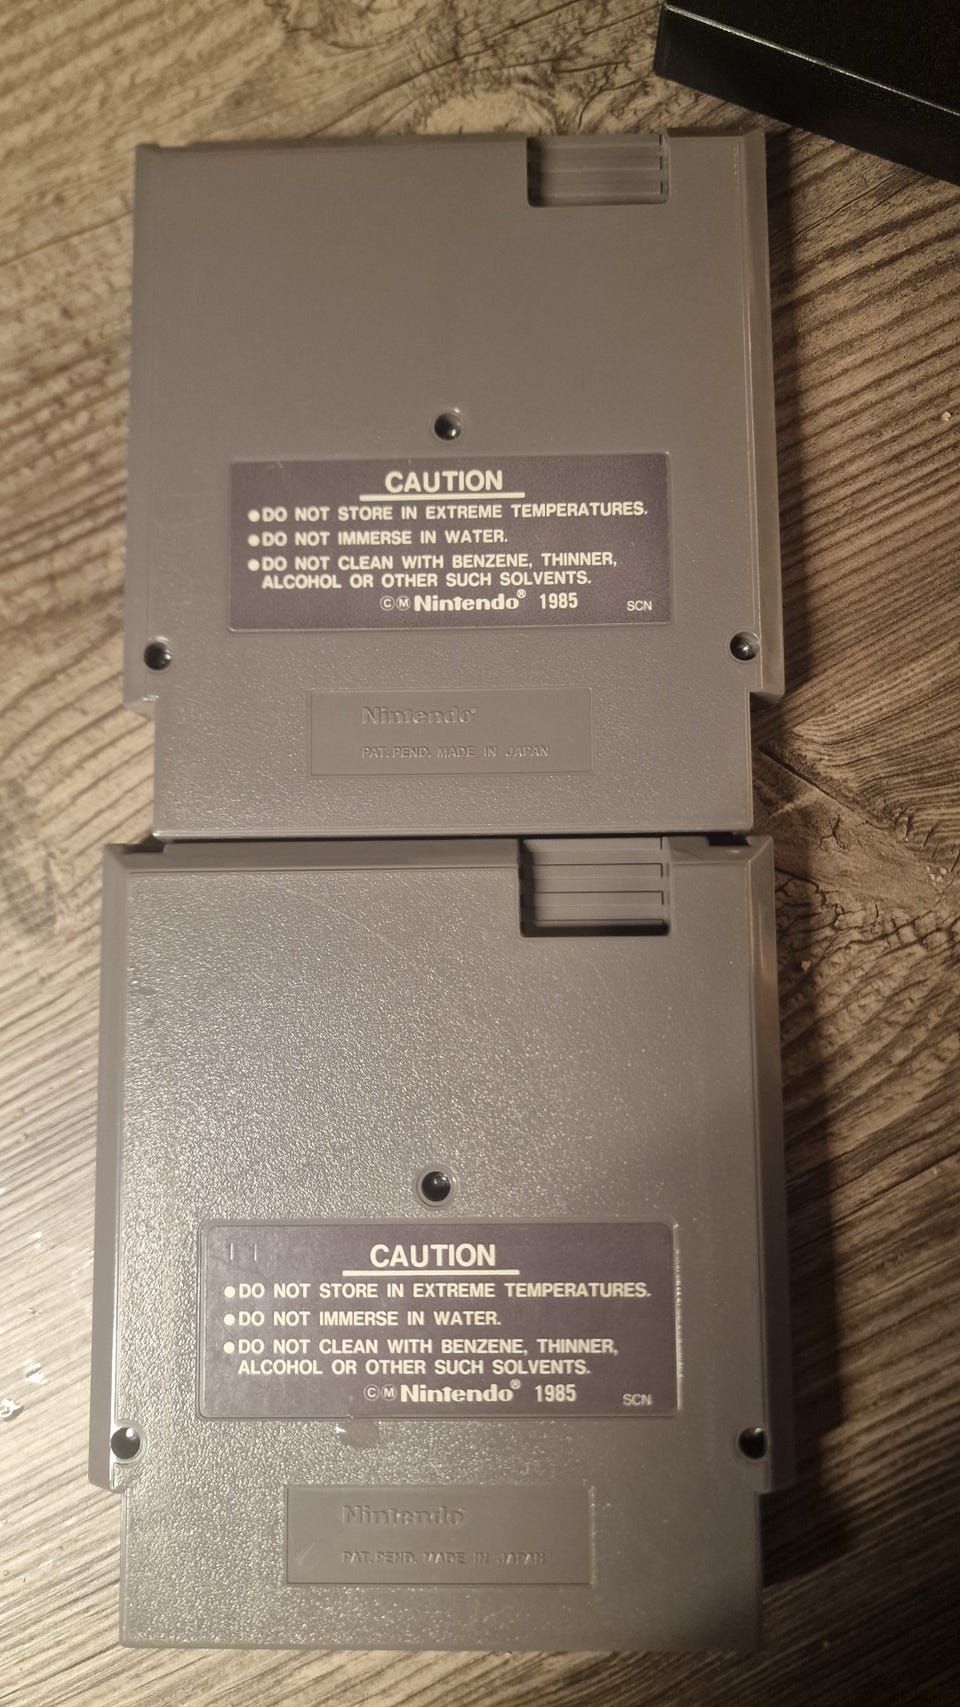 CAUTION
●DO NOT STORE IN EXTREME TEMPERATURES.
●DO NOT IMMERSE IN WATER.
●DO NOT CLEAN WITH BENZENE, THINNER,
ALCOHOL OR OTHER SUCH SOLVENTS.
ⒸⓂNintendo® 1985 SCN
Nintendo®
PAT. PEND. MADE IN JAPAN
CAUTION
●DO NOT STORE IN EXTREME TEMPERATURES.
●DO NOT IMMERSE IN WATER.
●DO NOT CLEAN WITH BENZENE, THINNER,
ALCOHOL OR OTHER SUCH SOLVENTS.
ⒸⓂNintendo® 1985 SCN
Nintendo®
PAT. PEND. MADE IN JAPAN